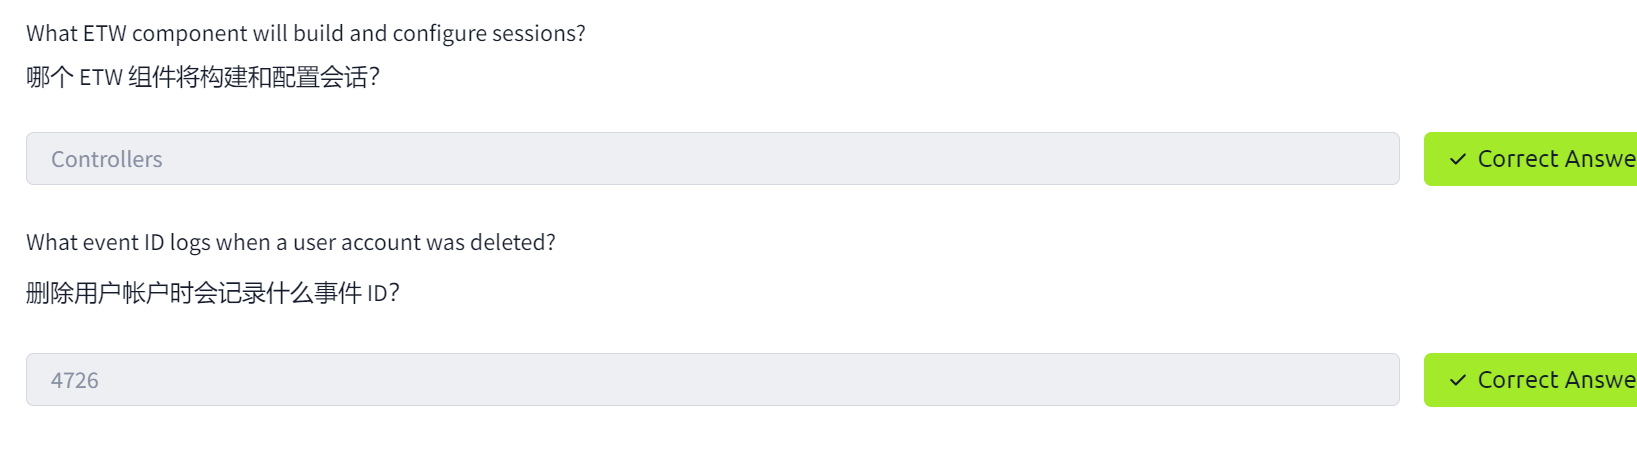 What ETW component will build and configure sessions?
哪个 ETW 组件将构建和配置会话？
Controllers
✓ Correct Answe
What event ID logs when a user account was deleted?
删除用户帐户时会记录什么事件 ID？
4726
✓ Correct Answe